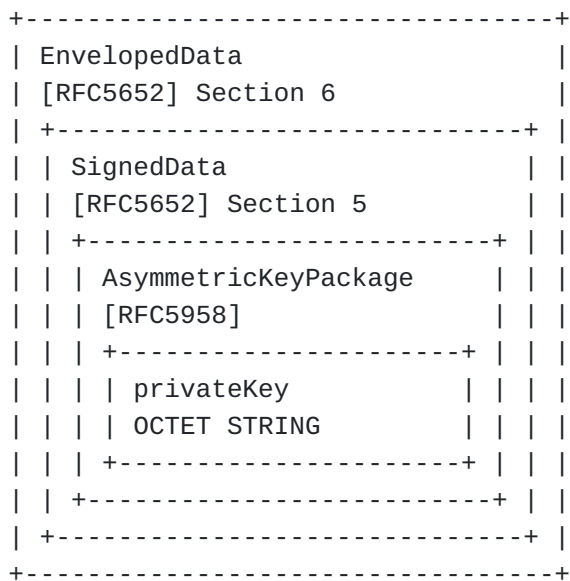 EnvelopedData
[RFC5652] Section 6
SignedData
[RFC5652] Section 5
AsymmetricKeyPackage
[RFC5958]
privateKey
OCTET STRING